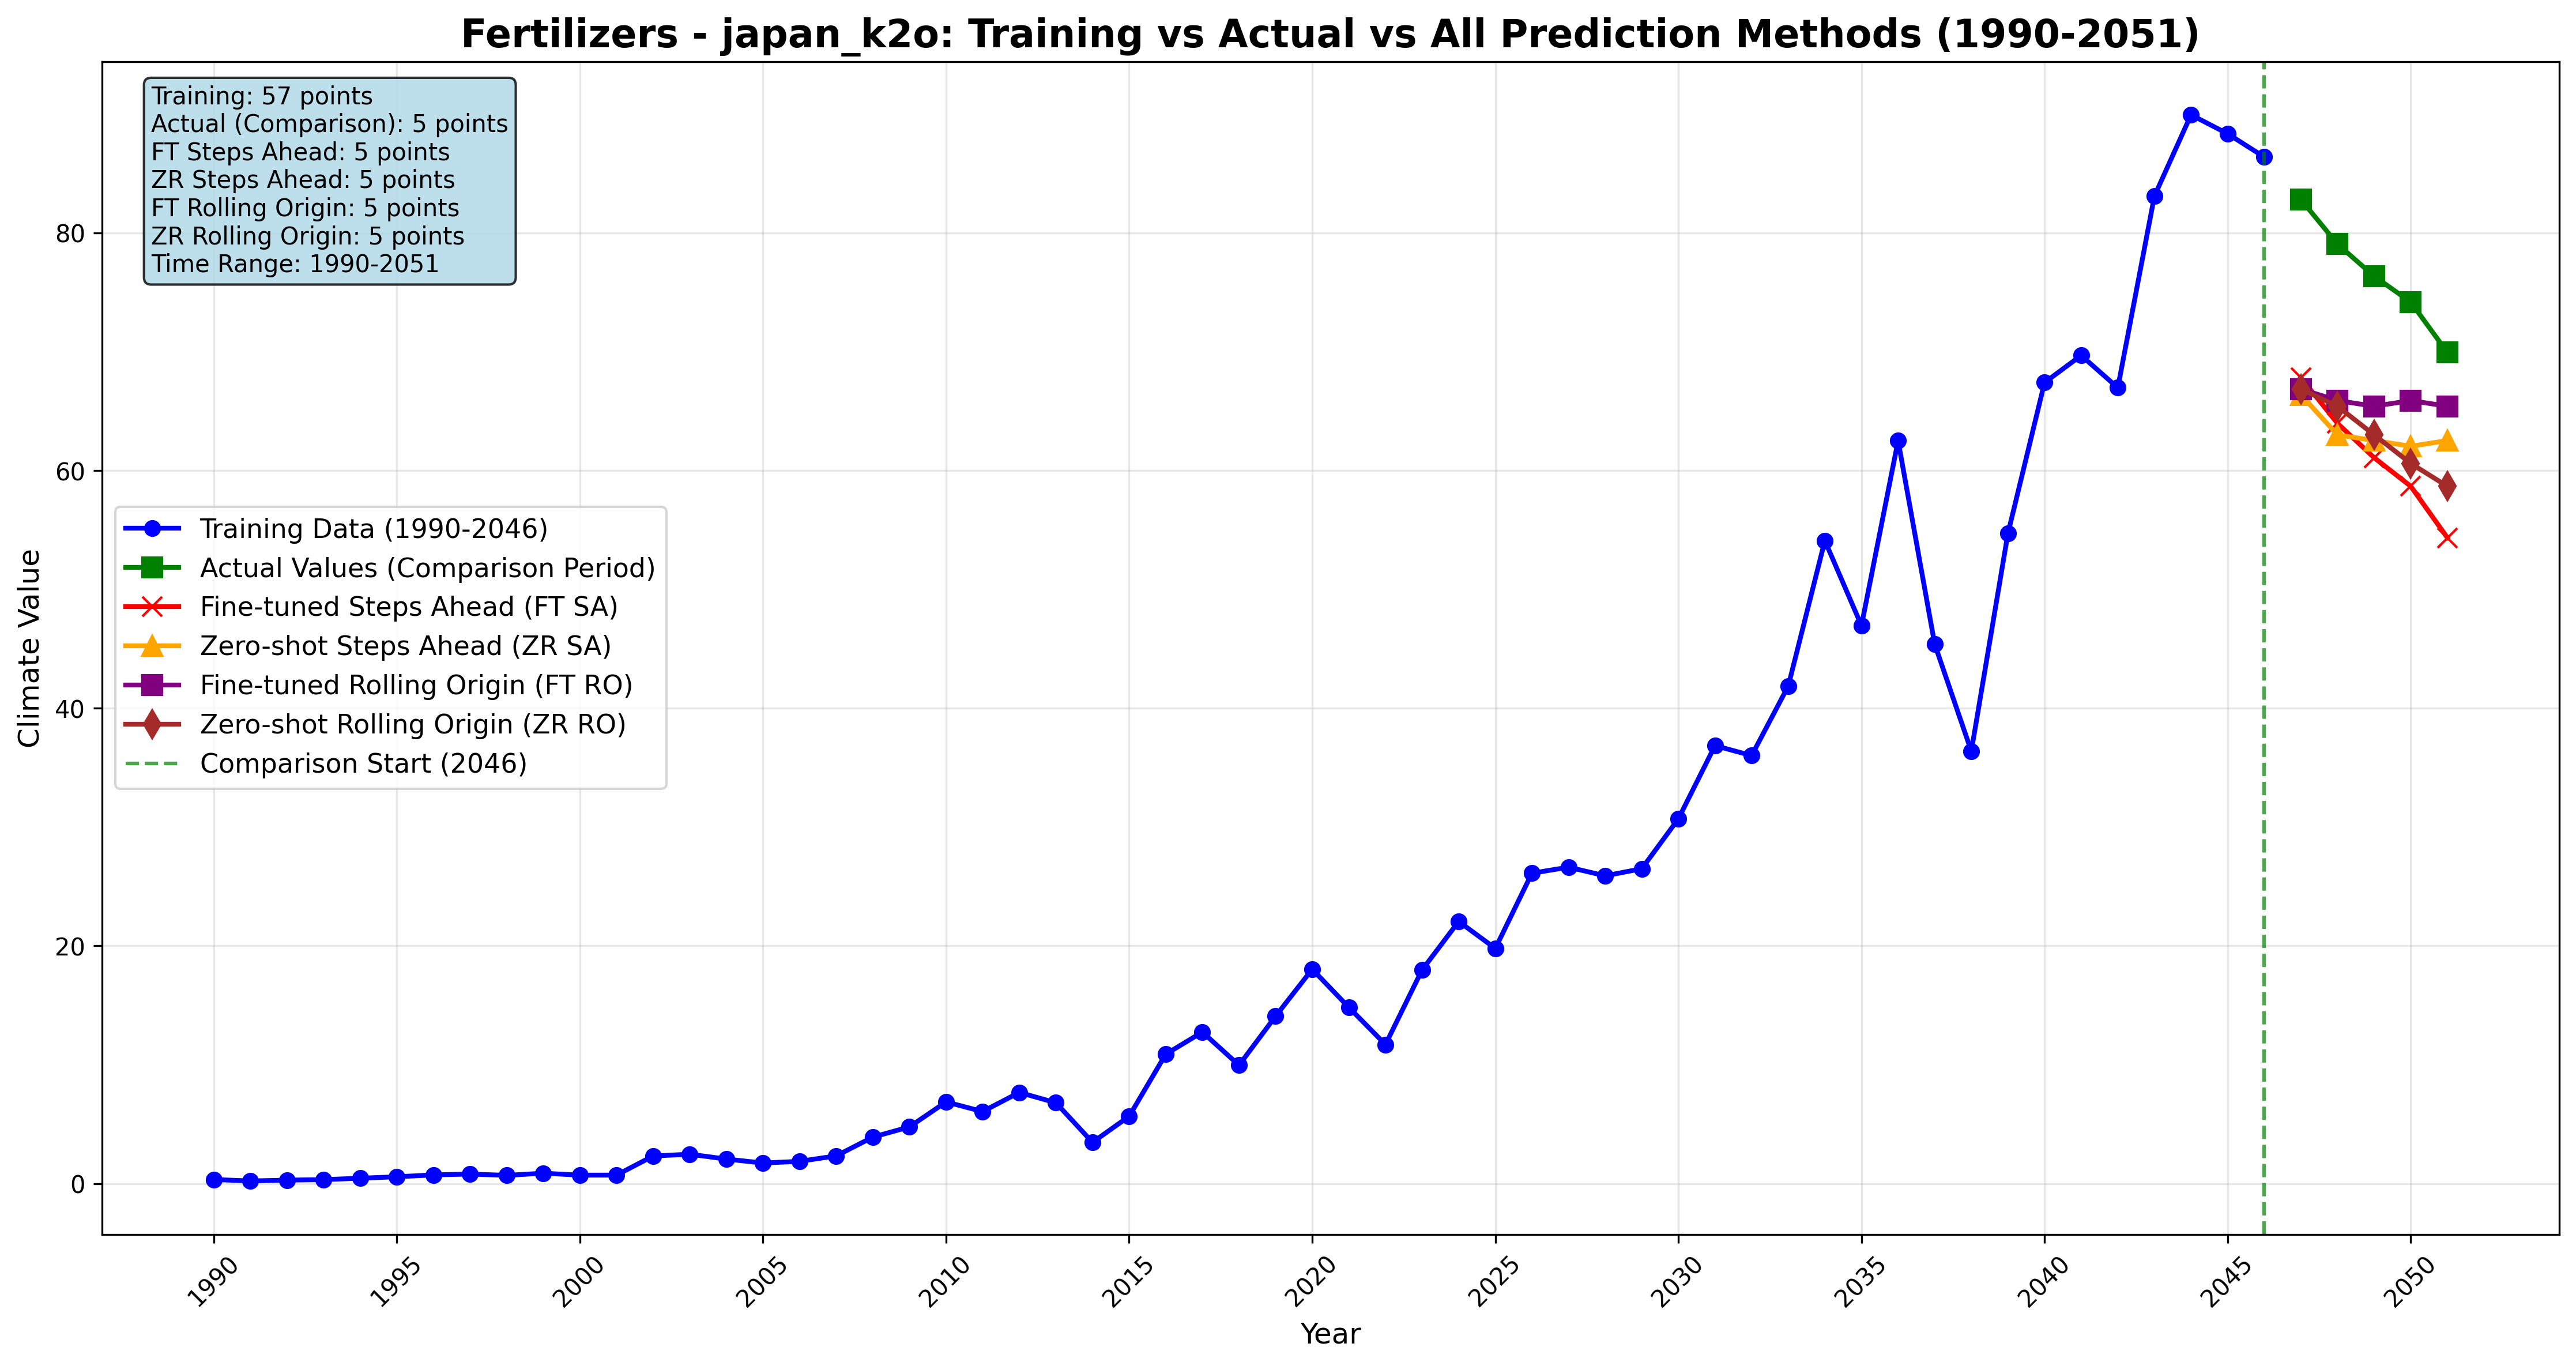 Fertilizers - japan_k2o: Training vs Actual vs All Prediction Methods (1990-2051)
Training: 57 points
Actual (Comparison): 5 points
FT Steps Ahead: 5 points
ZR Steps Ahead: 5 points
FT Rolling Origin: 5 points
ZR Rolling Origin: 5 points
Time Range: 1990-2051
80
60
40
20
0
Climate Value
Training Data (1990-2046)
Actual Values (Comparison Period)
Fine-tuned Steps Ahead (FT SA)
Zero-shot Steps Ahead (ZR SA)
Fine-tuned Rolling Origin (FT RO)
Zero-shot Rolling Origin (ZR RO)
Comparison Start (2046)
1990
1995
2000
2005
2010
2015
2020
2025
2030
2035
2040
2045
2050
Year